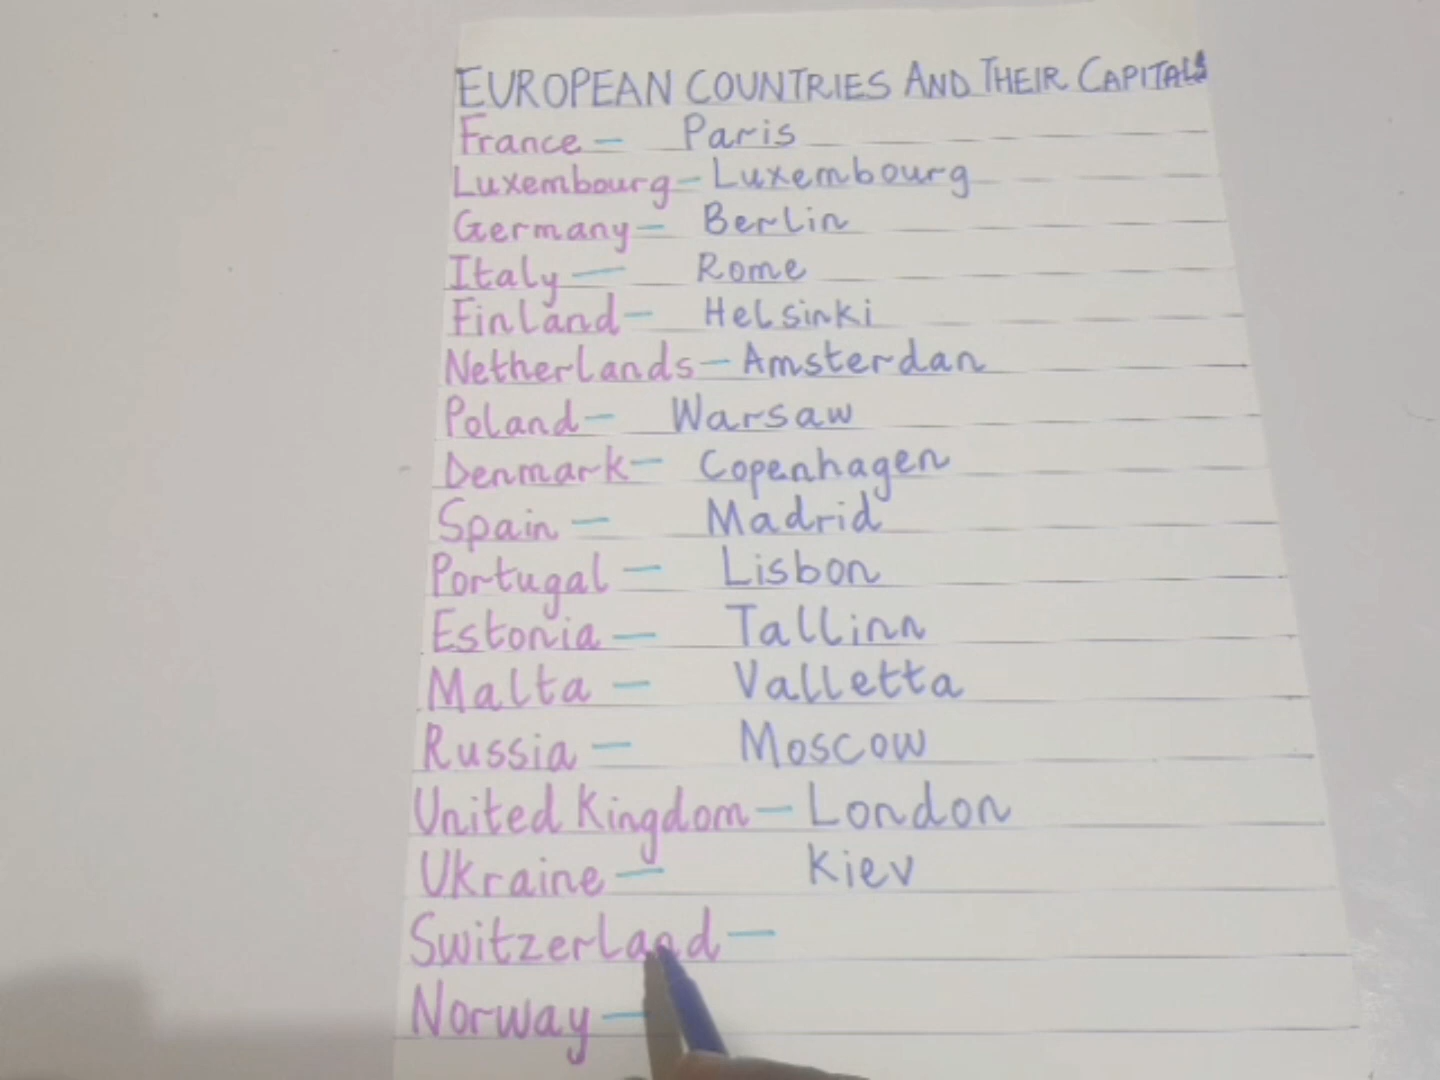 EUROPEAN COUNTRIES AND THEIR CAPITALS
France — Paris
Luxembourg — Luxembourg
Germany — Berlin
Italy — Rome
Finland — Helsinki
Netherlands — Amsterdan
Poland — Warsaw
Denmark — Copenhagen
Spain — Madrid
Portugal — Lisbon
Estonia — Tallinn
Malta — Valletta
Russia — Moscow
United Kingdom — London
Ukraine — Kiev
Switzerland —
Norway —